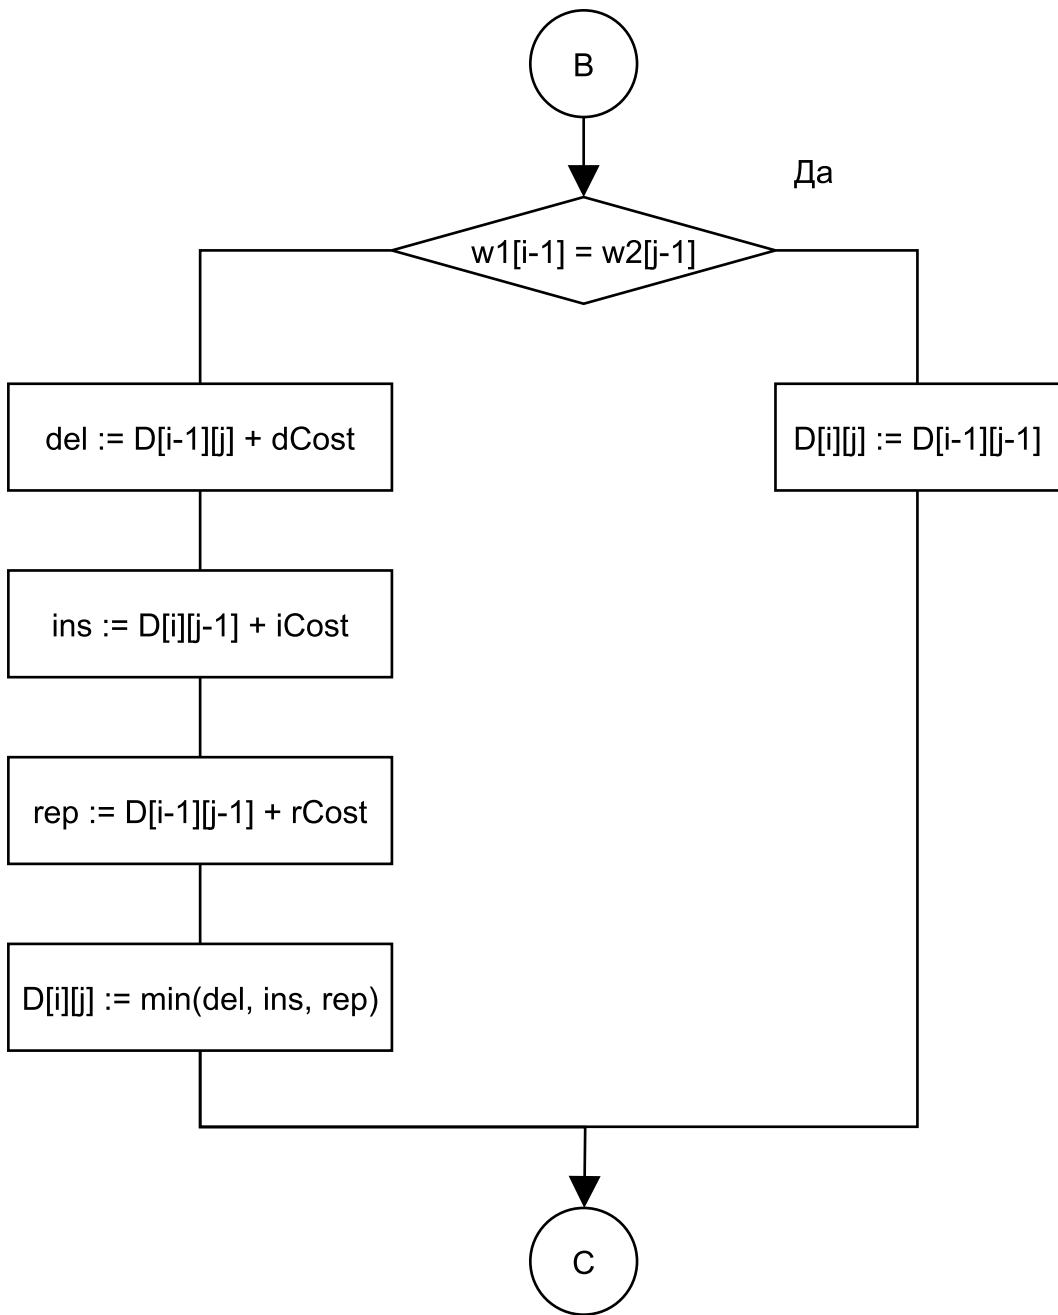 B
Да
w1[i-1] = w2[j-1]
del := D[i-1][j] + dCost
D[i][j] := D[i-1][j-1]
ins := D[i][j-1] + iCost
rep := D[i-1][j-1] + rCost
D[i][j] := min(del, ins, rep)
C